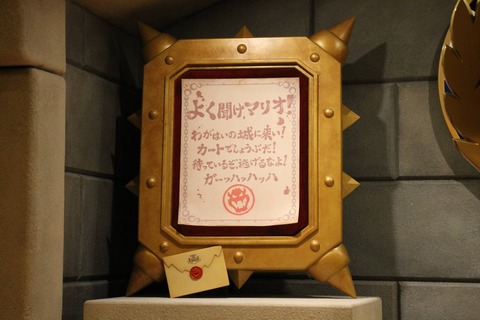 よく聞け、マリオ!
わがはいの城に来い!
カートでしょうぶだ!
待っているぞ、逃げるなよ!
ガーッハッハッハ